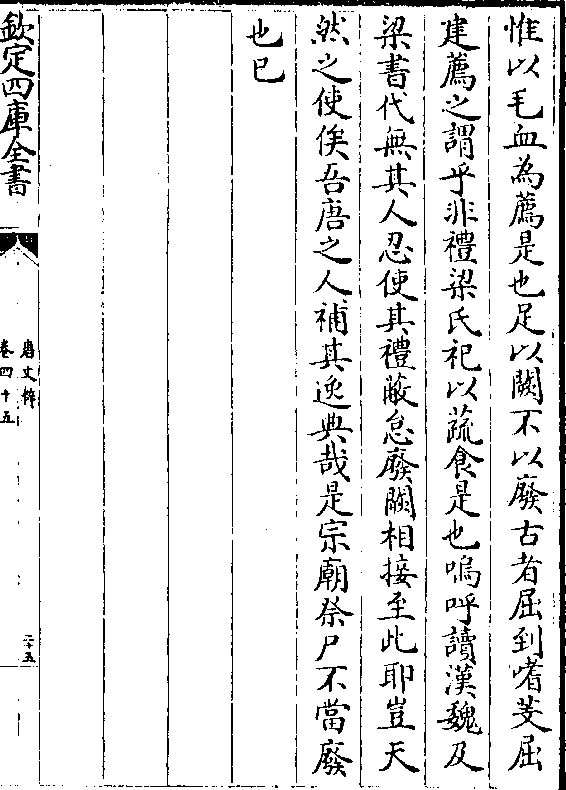 惟以毛血為薦是也足以闕不以廢古者屈到嗜芰屈
建薦之謂乎非禮梁氏祀以蔬食是也嗚呼讀漢魏及
梁書代無其人忍使其禮蔽怠廢闕相接至此耶豈天
然之使俟吾唐之人補其逸典哉是宗廟祭尸不當廢
也已
欽定四庫全書
唐文粹
卷四十五
二十五